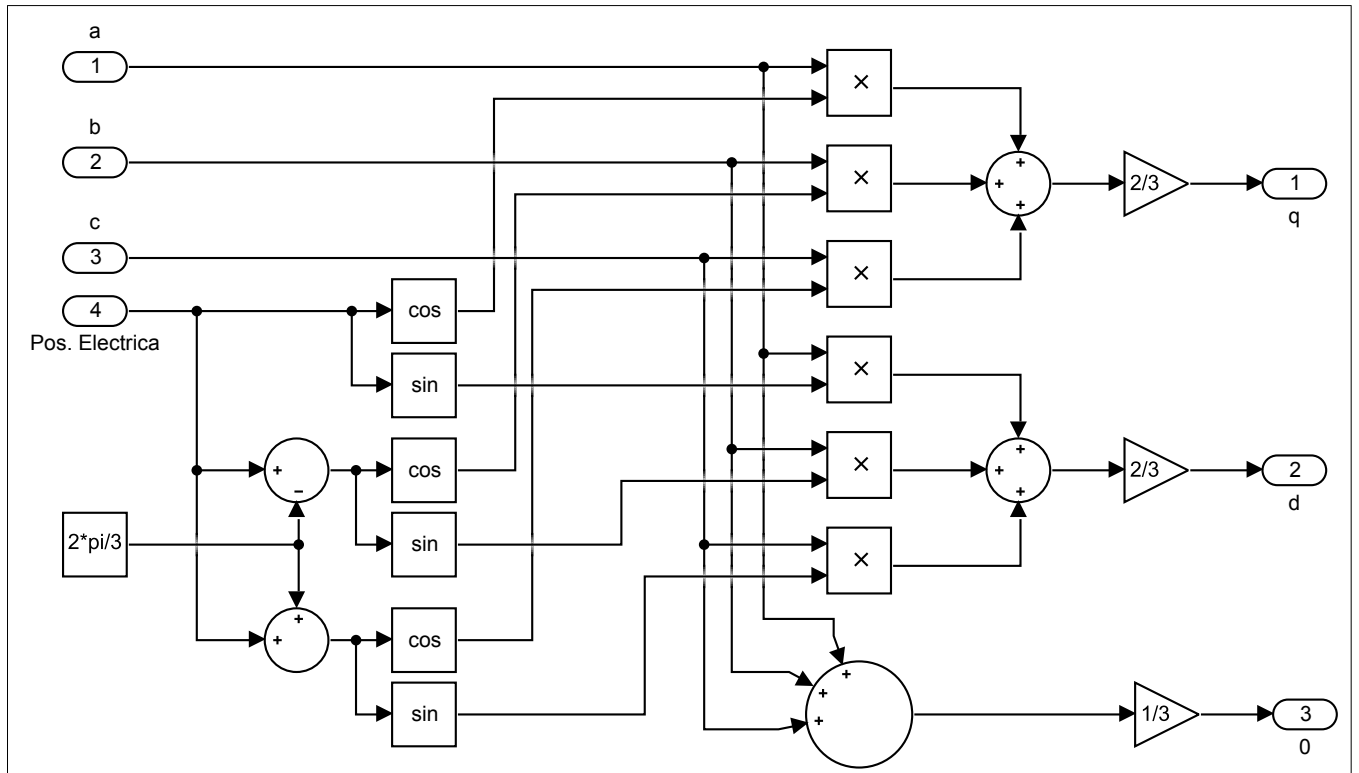 a
1
×
b
2
×
+
+
+
2/3
1
q
c
3
×
4
Pos. Electrica
cos
×
sin
+
−
cos
×
+
+
+
2/3
2
d
2*pi/3
sin
×
+
+
cos
sin
+
+
+
1/3
3
0